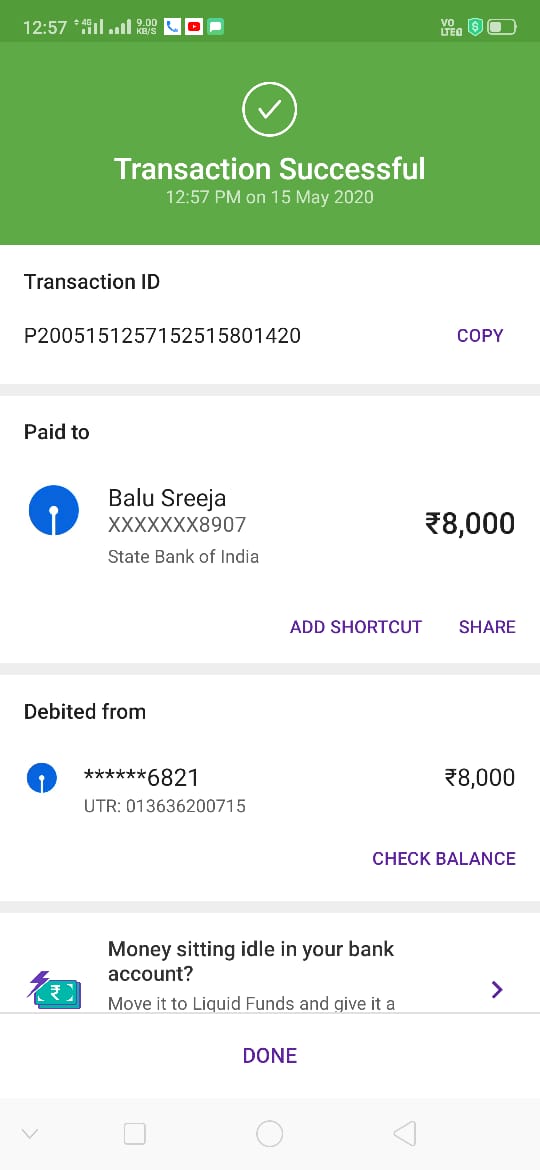 12:57 4G 9.00 KB/S VO LTE
Transaction Successful
12:57 PM on 15 May 2020
Transaction ID
P2005151257152515801420 COPY
Paid to
Balu Sreeja
XXXXXXX8907 ₹8,000
State Bank of India
ADD SHORTCUT SHARE
Debited from
******6821 ₹8,000
UTR: 013636200715
CHECK BALANCE
Money sitting idle in your bank
account?
Move it to Liquid Funds and give it a
DONE